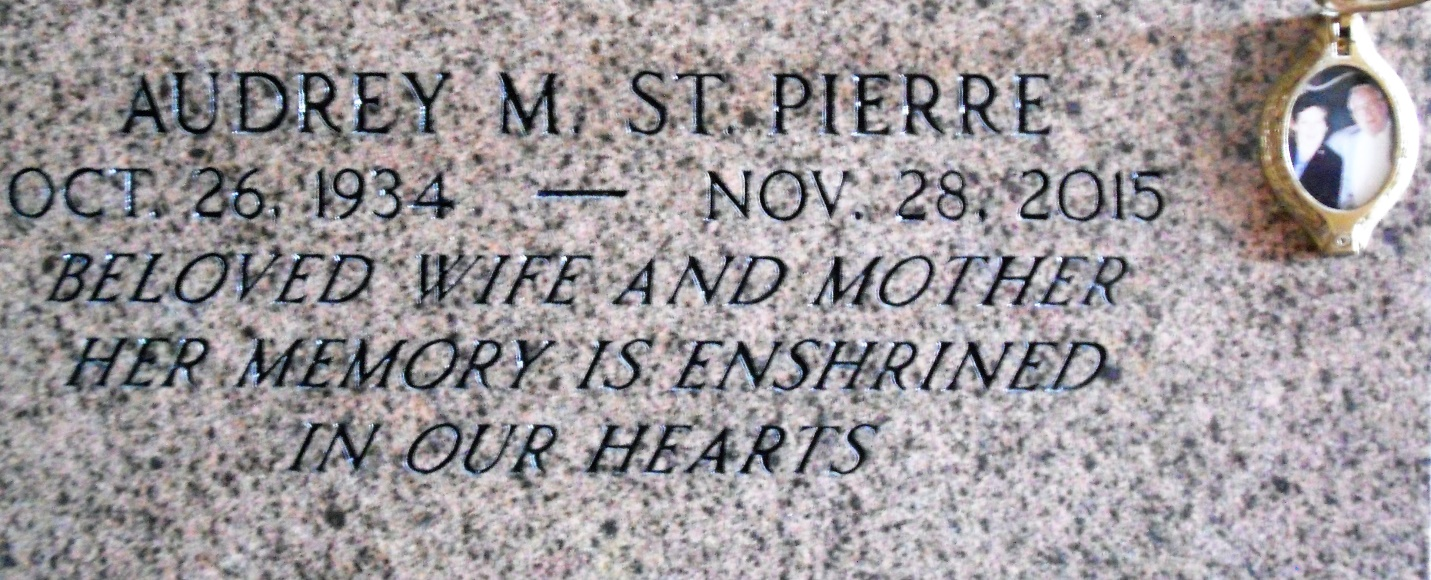 AUDREY M. ST. PIERRE
OCT. 26, 1934 — NOV. 28, 2015
BELOVED WIFE AND MOTHER
HER MEMORY IS ENSHRINED
IN OUR HEARTS